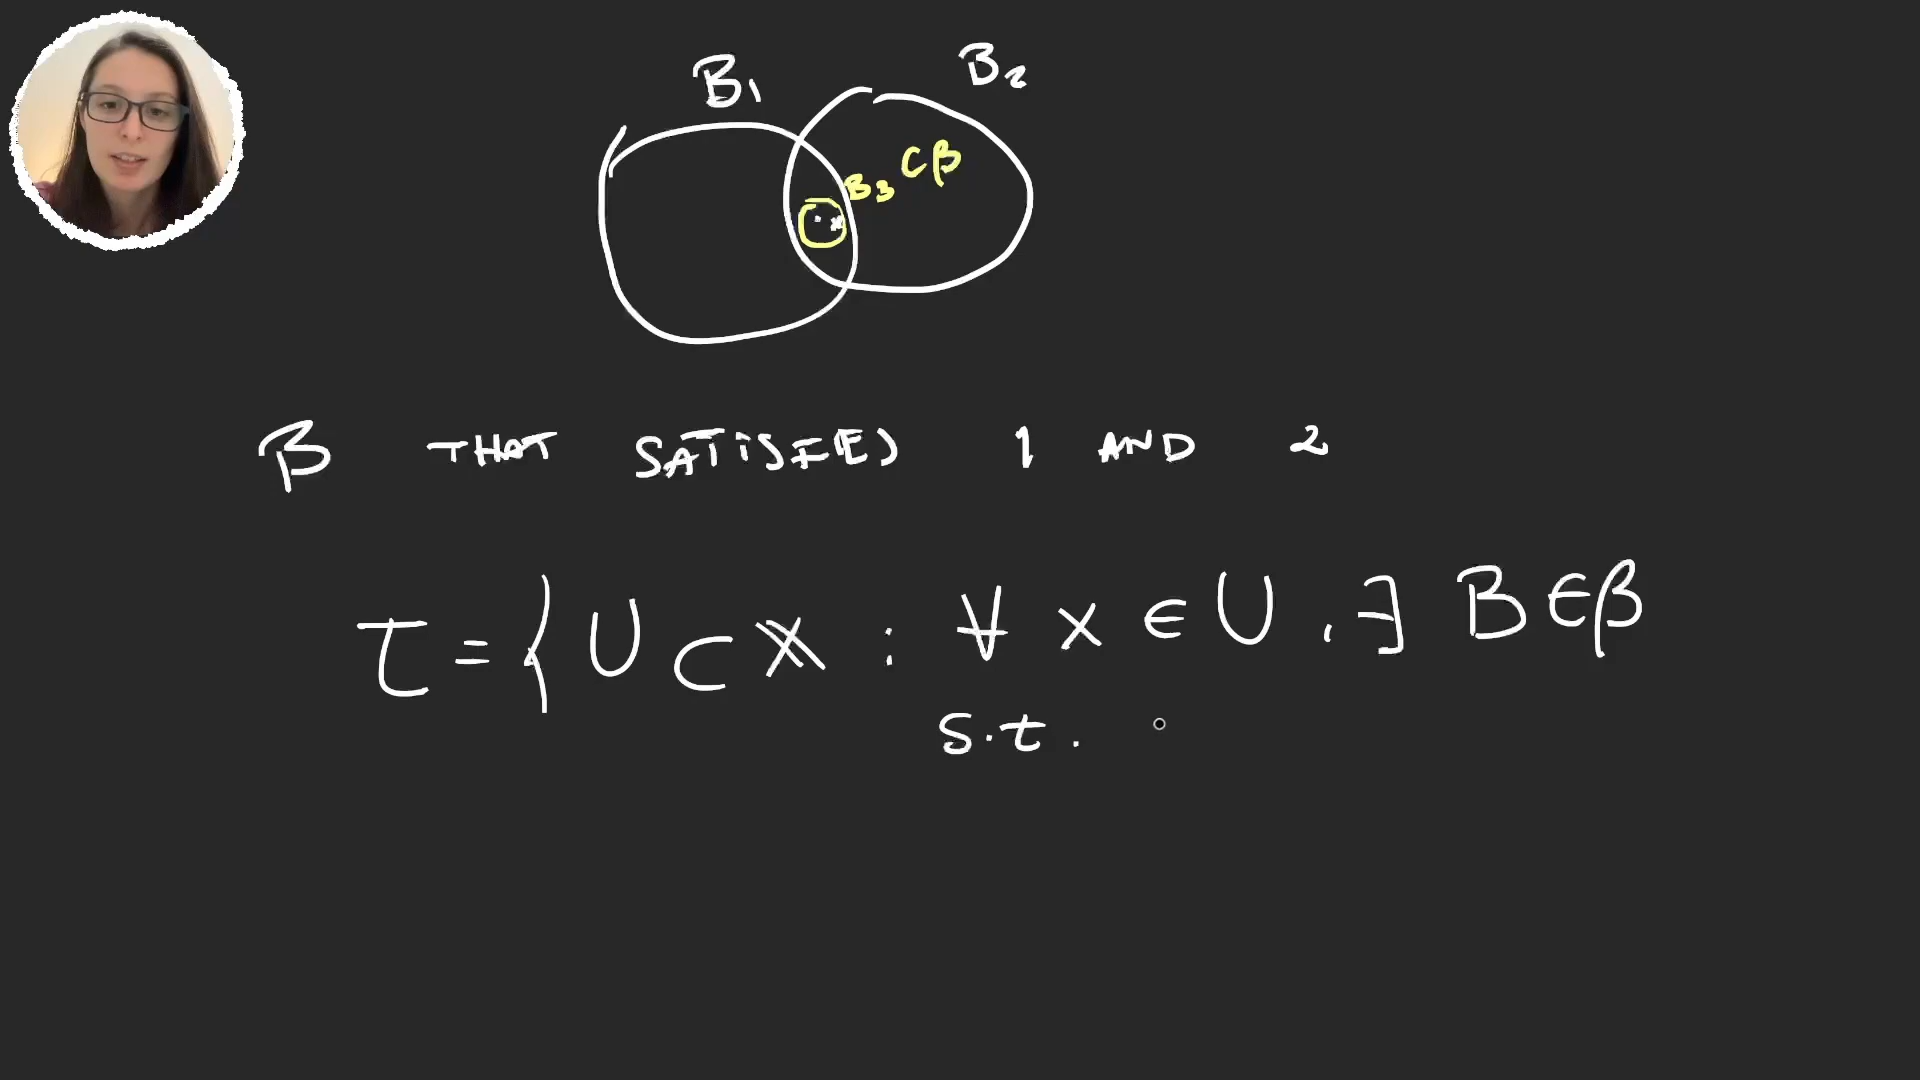 B₁ B₂
B₃ ⊂ β
x
β THAT SATISFIES 1 AND 2
τ = { U ⊂ X : ∀ x ∈ U , ∃ B ∈ β
s.t.